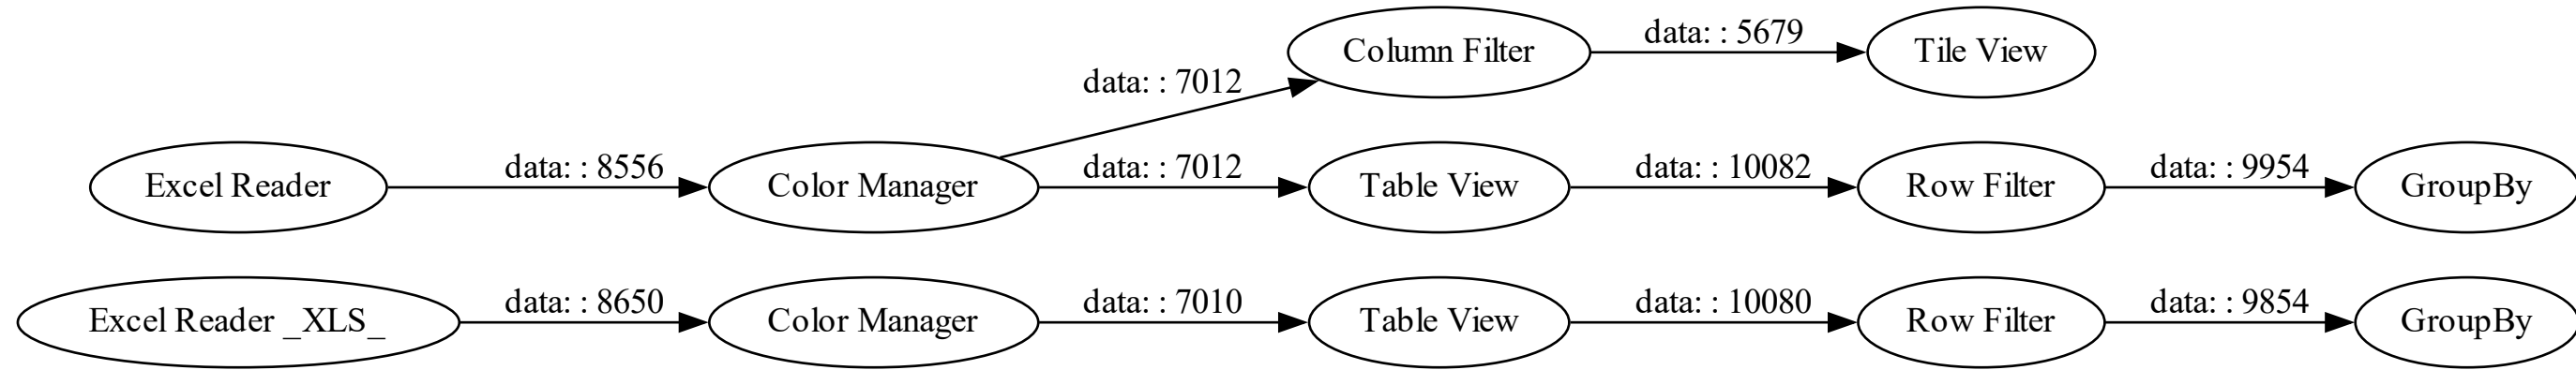 Column Filter data: : 5679 Tile View
data: : 7012
Excel Reader data: : 8556 Color Manager data: : 7012 Table View data: : 10082 Row Filter data: : 9954 GroupBy
Excel Reader _XLS_ data: : 8650 Color Manager data: : 7010 Table View data: : 10080 Row Filter data: : 9854 GroupBy